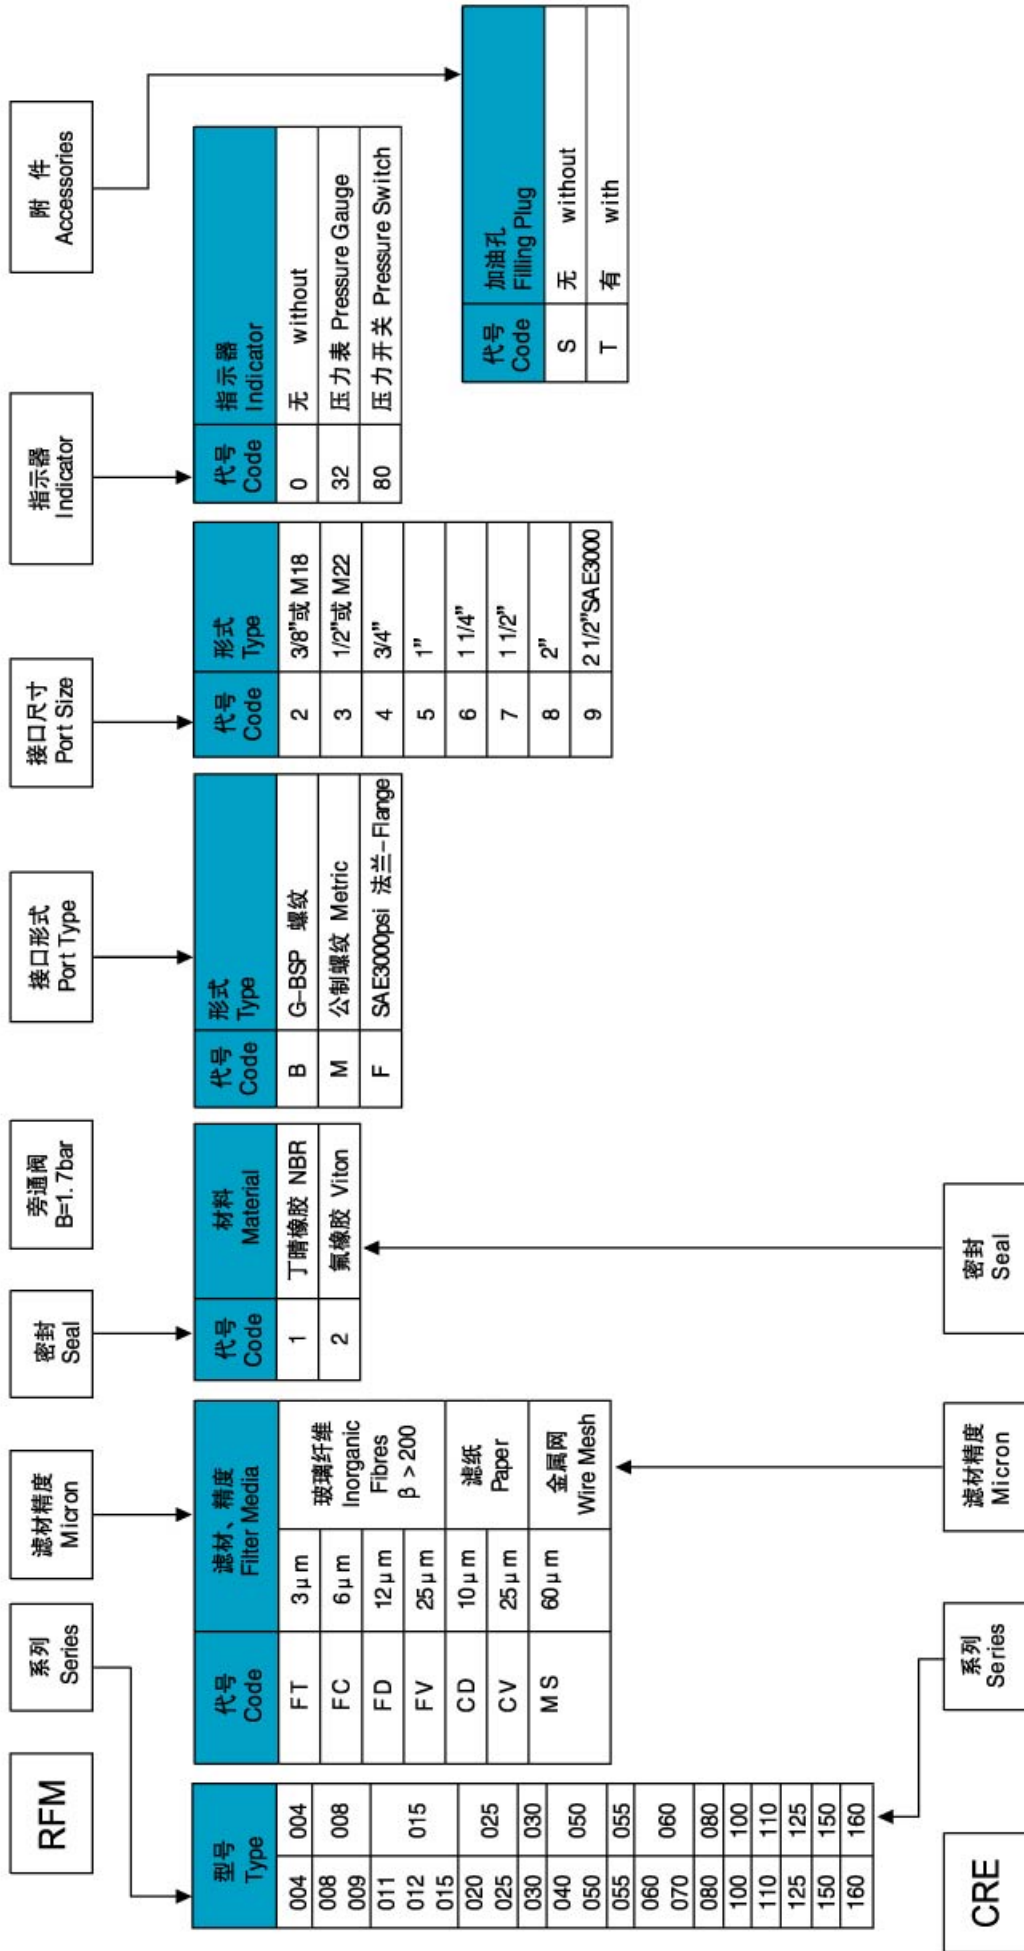 RFM
系列
Series
滤材精度
Micron
密封
Seal
旁通阀
B=1.7bar
接口形式
Port Type
接口尺寸
Port Size
指示器
Indicator
附 件
Accessories
型号
Type
004 004
008 008
009
011
012 015
015
020 025
025
030 030
040 050
050
055 055
060 060
070
080 080
100 100
110 110
125 125
150 150
160 160
代号
Code
滤材、精度
Filter Media
FT 3μm
FC 6μm
FD 12μm
FV 25μm
玻璃纤维
Inorganic
Fibres
β>200
CD 10μm
CV 25μm
滤纸
Paper
MS 60μm
金属网
Wire Mesh
代号
Code
材料
Material
1 丁晴橡胶 NBR
2 氟橡胶 Viton
代号
Code
形式
Type
B G-BSP 螺纹
M 公制螺纹 Metric
F SAE3000psi 法兰-Flange
代号
Code
形式
Type
2 3/8”或 M18
3 1/2”或 M22
4 3/4”
5 1”
6 1 1/4”
7 1 1/2”
8 2”
9 2 1/2”SAE3000
代号
Code
指示器
Indicator
0 无 without
32 压力表 Pressure Gauge
80 压力开关 Pressure Switch
代号
Code
加油孔
Filling Plug
S 无 without
T 有 with
CRE
系列
Series
滤材精度
Micron
密封
Seal